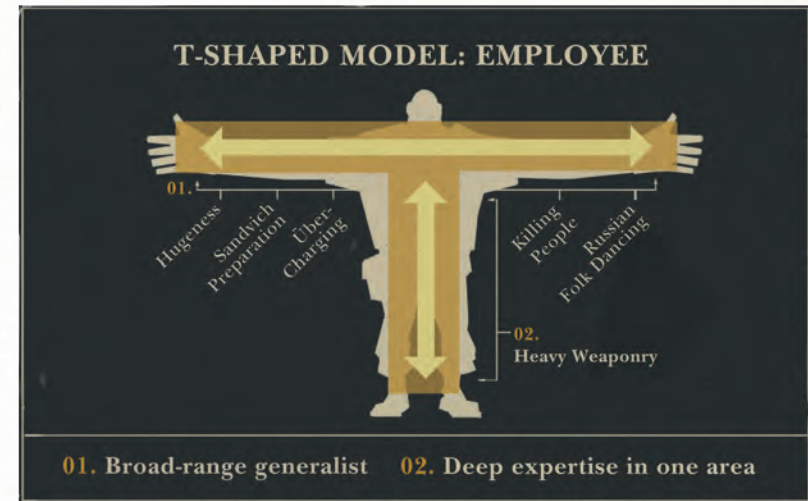 T-SHAPED MODEL: EMPLOYEE
01.
Hugeness
Sandvich
Preparation
Über-
Charging
Killing
People
Russian
Folk Dancing
02.
Heavy Weaponry
01. Broad-range generalist 02. Deep expertise in one area